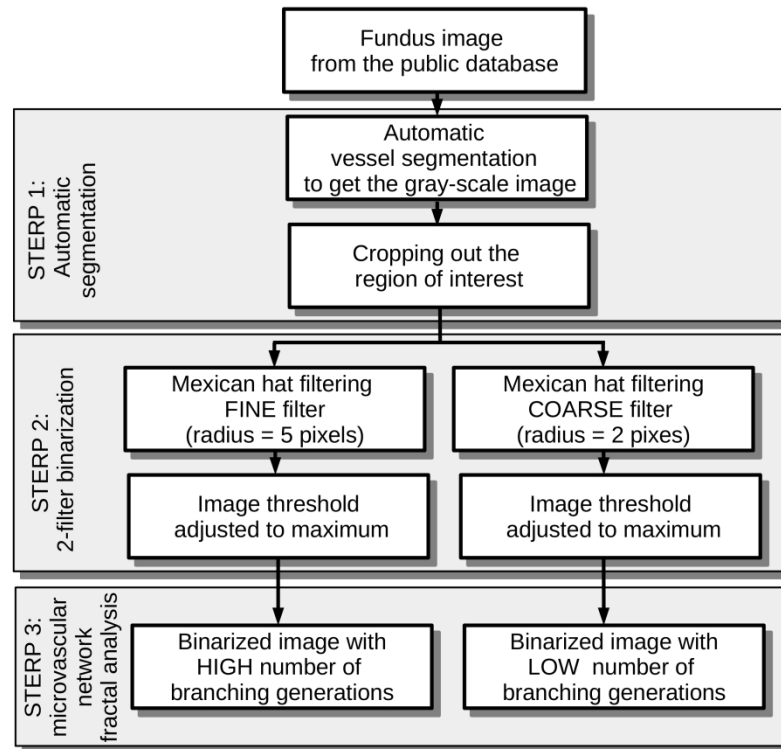 Fundus image
from the public database
STERP 1:
Automatic
segmentation
Automatic
vessel segmentation
to get the gray-scale image
Cropping out the
region of interest
STERP 2:
2-filter binarization
Mexican hat filtering
FINE filter
(radius = 5 pixels)
Mexican hat filtering
COARSE filter
(radius = 2 pixes)
Image threshold
adjusted to maximum
Image threshold
adjusted to maximum
STERP 3:
microvascular
network
fractal analysis
Binarized image with
HIGH number of
branching generations
Binarized image with
LOW number of
branching generations